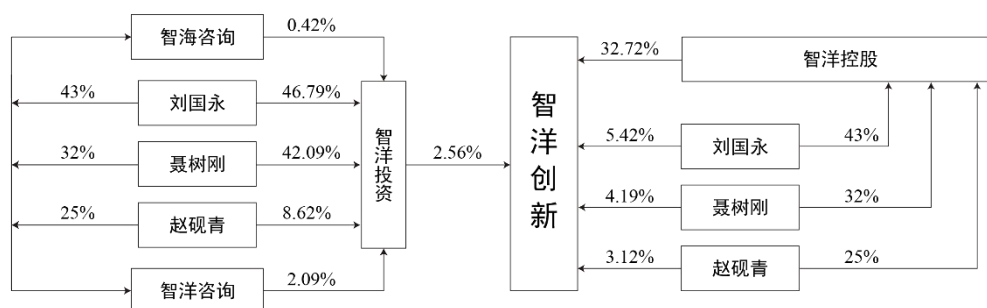 智海咨询
0.42%
43%
刘国永
46.79%
32%
聂树刚
42.09%
25%
赵砚青
8.62%
智洋咨询
2.09%
智洋投资
2.56%
智洋创新
32.72%
智洋控股
5.42%
刘国永
43%
4.19%
聂树刚
32%
3.12%
赵砚青
25%